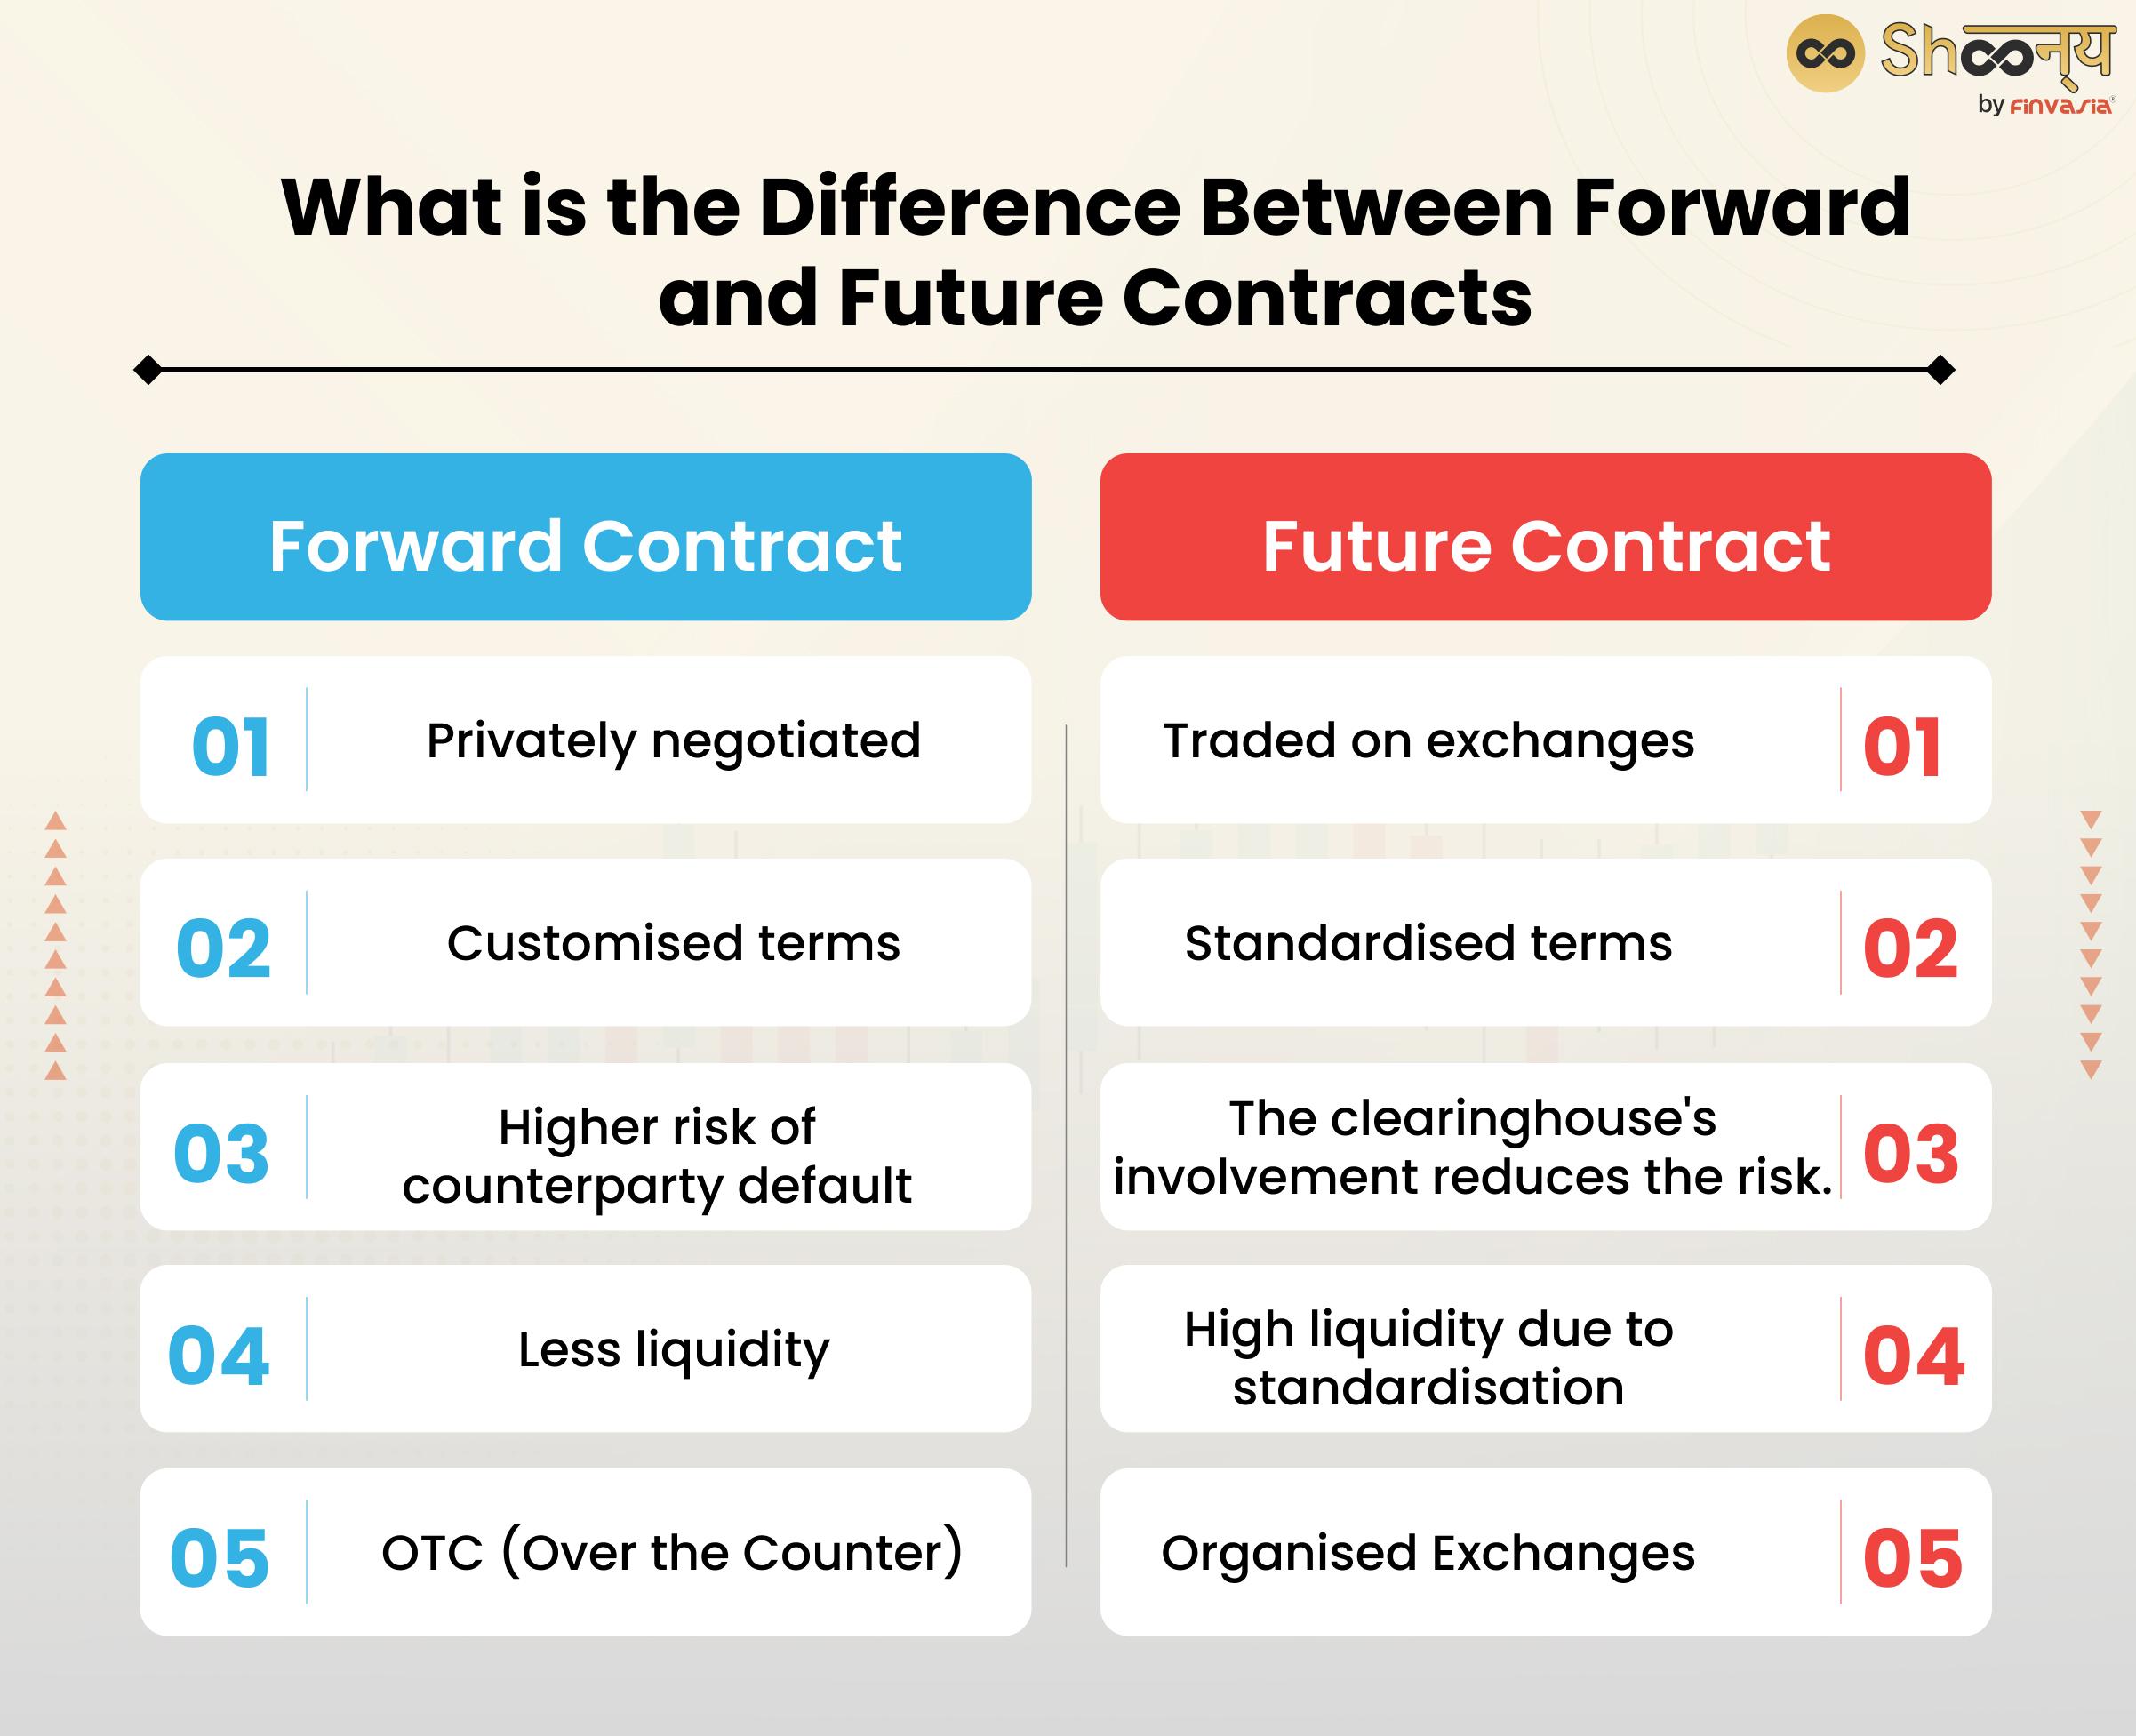 Shoonन्य
by FINVASIA
What is the Difference Between Forward
and Future Contracts
Forward Contract
Future Contract
01
Privately negotiated
Traded on exchanges
01
02
Customised terms
Standardised terms
02
03
Higher risk of
counterparty default
The clearinghouse's
involvement reduces the risk.
03
04
Less liquidity
High liquidity due to
standardisation
04
05
OTC (Over the Counter)
Organised Exchanges
05